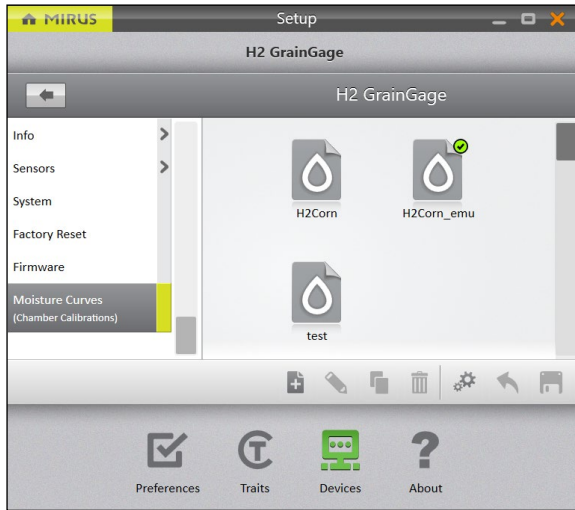 MIRUS
Setup
H2 GrainGage
H2 GrainGage
Info
Sensors
System
Factory Reset
Firmware
Moisture Curves
(Chamber Calibrations)
H2Corn
H2Corn_emu
test
Preferences
Traits
Devices
About